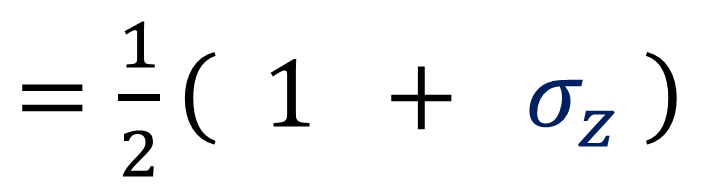 = 1/2 ( 1 + σ_z )